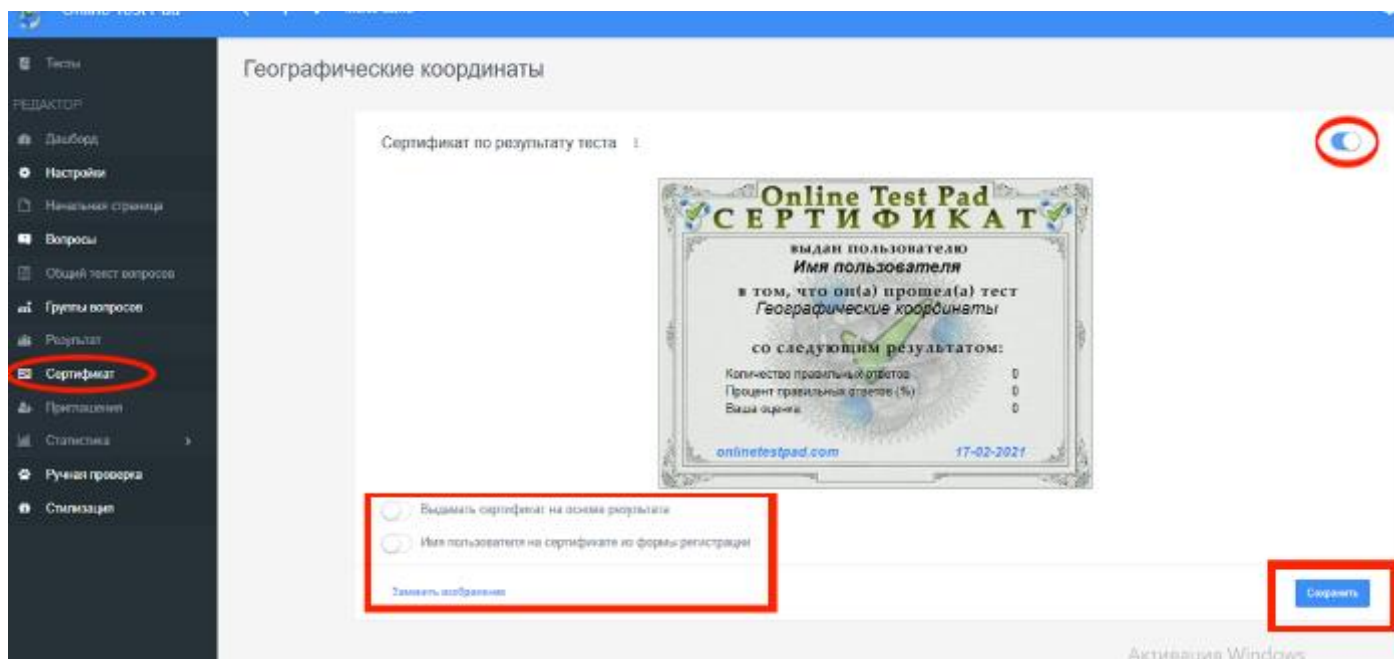 Online Test Pad
Тесты
Географические координаты
РЕДАКТОР
Дашборд
Настройки
Начальная страница
Вопросы
Общий текст вопросов
Группы вопросов
Результат
Сертификат
Приглашения
Статистика
Ручная проверка
Стилизация
Сертификат по результату теста
Online Test Pad
СЕРТИФИКАТ
выдан пользователю
Имя пользователя
в том, что он(а) прошел(а) тест
Географические координаты
со следующим результатом:
Количество правильных ответов 0
Процент правильных ответов (%) 0
Ваша оценка 0
onlinetestpad.com 17-02-2021
Выдавать сертификат на основе результата
Имя пользователя на сертификате из формы регистрации
Заменить изображение
Сохранить
Активация Windows